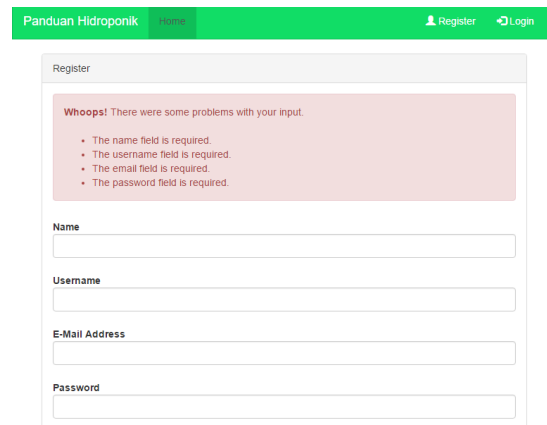 Panduan Hidroponik Home Register Login
Register
Whoops! There were some problems with your input.
The name field is required.
The username field is required.
The email field is required.
The password field is required.
Name
Username
E-Mail Address
Password